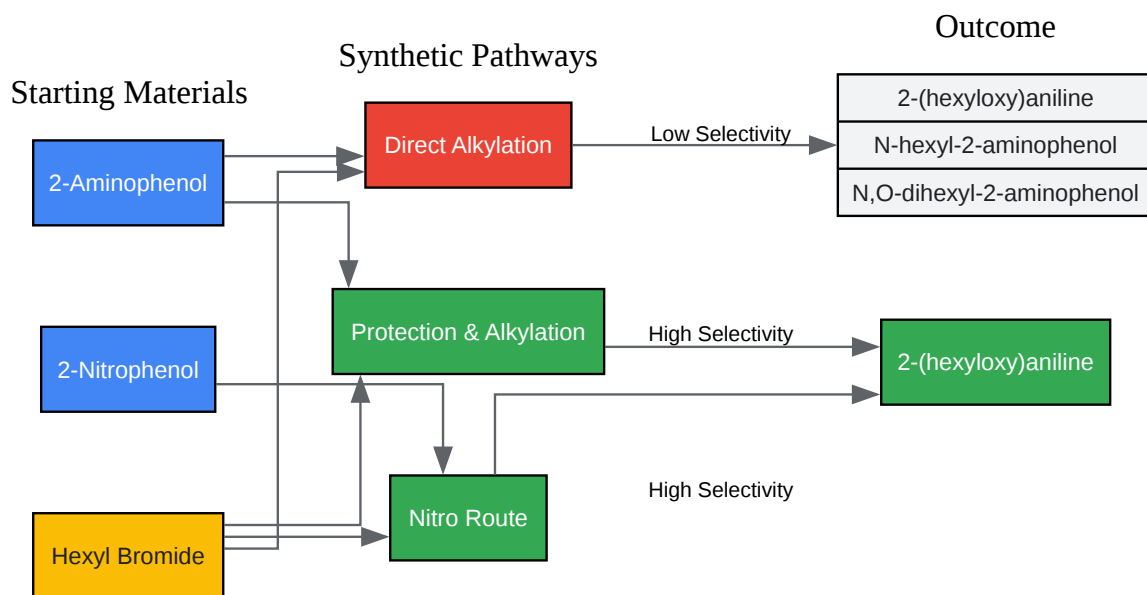 Outcome
Synthetic Pathways
Starting Materials
2-(hexyloxy)aniline
Direct Alkylation
Low Selectivity
N-hexyl-2-aminophenol
2-Aminophenol
N,O-dihexyl-2-aminophenol
Protection & Alkylation
High Selectivity
2-(hexyloxy)aniline
2-Nitrophenol
High Selectivity
Nitro Route
Hexyl Bromide